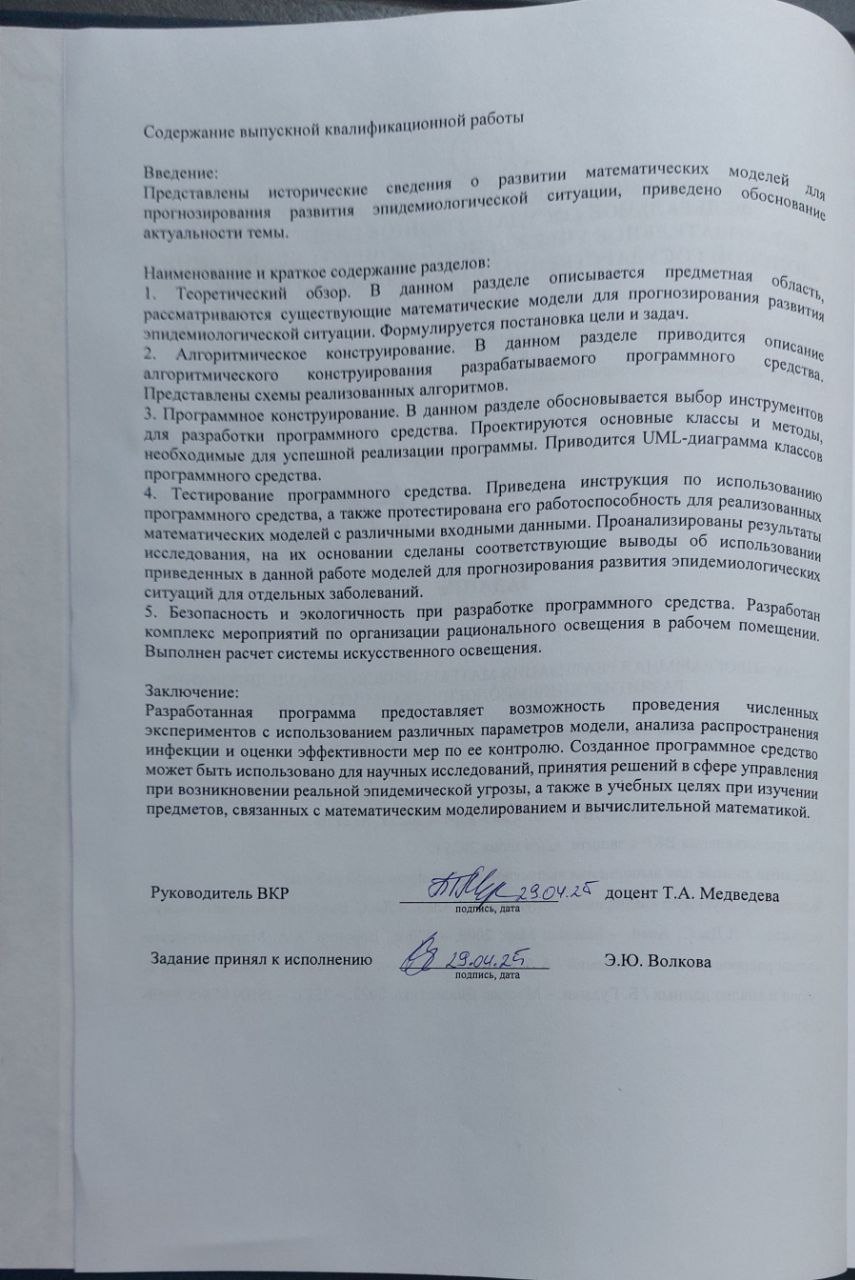 Содержание выпускной квалификационной работы
Введение:
Представлены исторические сведения о развитии математических моделей для
прогнозирования развития эпидемиологической ситуации, приведено обоснование
актуальности темы.
Наименование и краткое содержание разделов:
1. Теоретический обзор. В данном разделе описывается предметная область,
рассматриваются существующие математические модели для прогнозирования развития
эпидемиологической ситуации. Формулируется постановка цели и задач.
2. Алгоритмическое конструирование. В данном разделе приводится описание
алгоритмического конструирования разрабатываемого программного средства.
Представлены схемы реализованных алгоритмов.
3. Программное конструирование. В данном разделе обосновывается выбор инструментов
для разработки программного средства. Проектируются основные классы и методы,
необходимые для успешной реализации программы. Приводится UML-диаграмма классов
программного средства.
4. Тестирование программного средства. Приведена инструкция по использованию
программного средства, а также протестирована его работоспособность для реализованных
математических моделей с различными входными данными. Проанализированы результаты
исследования, на их основании сделаны соответствующие выводы об использовании
приведенных в данной работе моделей для прогнозирования развития эпидемиологических
ситуаций для отдельных заболеваний.
5. Безопасность и экологичность при разработке программного средства. Разработан
комплекс мероприятий по организации рационального освещения в рабочем помещении.
Выполнен расчет системы искусственного освещения.
Заключение:
Разработанная программа предоставляет возможность проведения численных
экспериментов с использованием различных параметров модели, анализа распространения
инфекции и оценки эффективности мер по ее контролю. Созданное программное средство
может быть использовано для научных исследований, принятия решений в сфере управления
при возникновении реальной эпидемической угрозы, а также в учебных целях при изучении
предметов, связанных с математическим моделированием и вычислительной математикой.
Руководитель ВКР 29.04.25 доцент Т.А. Медведева
подпись, дата
Задание принял к исполнению 29.04.25 Э.Ю. Волкова
подпись, дата